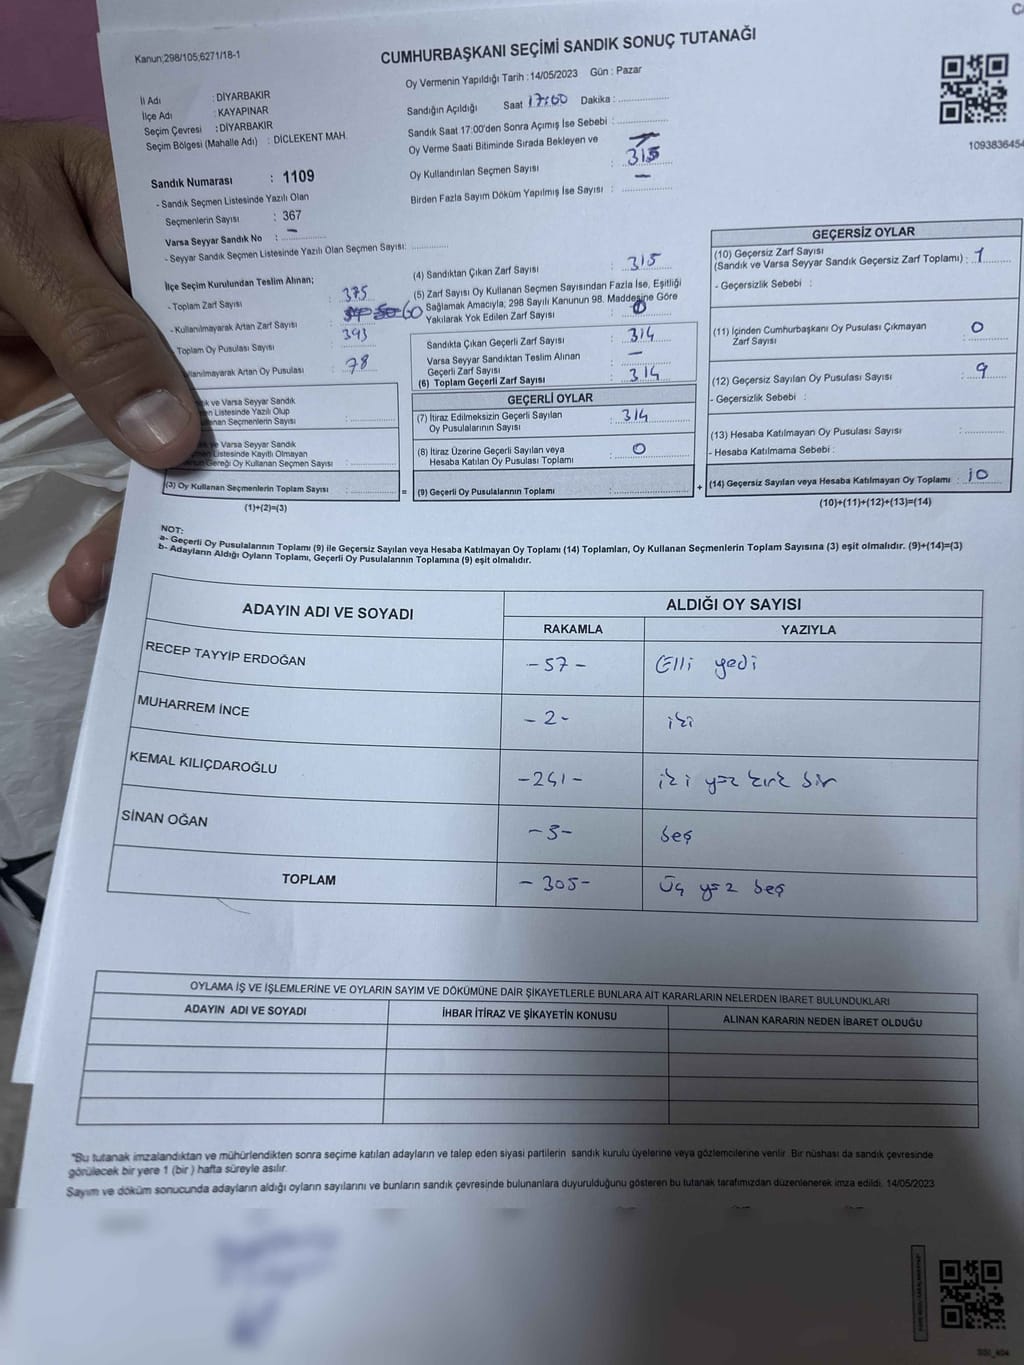 Kanun;298/105;6271/18-1
CUMHURBAŞKANI SEÇİMİ SANDIK SONUÇ TUTANAĞI
İl Adı : DİYARBAKIR
İlçe Adı : KAYAPINAR
Seçim Çevresi : DİYARBAKIR
Seçim Bölgesi (Mahalle Adı) : DİCLEKENT MAH.
Sandık Numarası : 1109
- Sandık Seçmen Listesinde Yazılı Olan
Seçmenlerin Sayısı : 367
Varsa Seyyar Sandık No : –
- Seyyar Sandık Seçmen Listesinde Yazılı Olan Seçmen Sayısı:
Oy Vermenin Yapıldığı Tarih : 14/05/2023 Gün : Pazar
Sandığın Açıldığı Saat 17:00 Dakika :
Sandık Saat 17:00'den Sonra Açımış İse Sebebi :
Oy Verme Saati Bitiminde Sırada Bekleyen ve
Oy Kullandırılan Seçmen Sayısı : 315
Birden Fazla Sayım Döküm Yapılmış İse Sayısı : –
1093836454
İlçe Seçim Kurulundan Teslim Alınan;
- Toplam Zarf Sayısı : 375
- Kullanılmayarak Artan Zarf Sayısı : 60
- Toplam Oy Pusulası Sayısı : 393
anılmayarak Artan Oy Pusulası : 78
k ve Varsa Seyyar Sandık
n Listesinde Yazılı Olup
anan Seçmenlerin Sayısı :
k ve Varsa Seyyar Sandık
men Listesinde Kayıtlı Olmayan
Gereği Oy Kullanan Seçmen Sayısı :
(3) Oy Kullanan Seçmenlerin Toplam Sayısı : =
(1)+(2)=(3)
(4) Sandıktan Çıkan Zarf Sayısı : 315
(5) Zarf Sayısı Oy Kullanan Seçmen Sayısından Fazla İse, Eşitliği
Sağlamak Amacıyla; 298 Sayılı Kanunun 98. Maddesine Göre
Yakılarak Yok Edilen Zarf Sayısı : 0
Sandıkta Çıkan Geçerli Zarf Sayısı : 314
Varsa Seyyar Sandıktan Teslim Alınan
Geçerli Zarf Sayısı : –
(6) Toplam Geçerli Zarf Sayısı : 314
GEÇERLİ OYLAR
(7) İtiraz Edilmeksizin Geçerli Sayılan
Oy Pusulalarının Sayısı : 314
(8) İtiraz Üzerine Geçerli Sayılan veya
Hesaba Katılan Oy Pusulası Toplamı : 0
(9) Geçerli Oy Pusulalarının Toplamı : +
GEÇERSİZ OYLAR
(10) Geçersiz Zarf Sayısı
(Sandık ve Varsa Seyyar Sandık Geçersiz Zarf Toplamı) : 1
- Geçersizlik Sebebi :
(11) İçinden Cumhurbaşkanı Oy Pusulası Çıkmayan
Zarf Sayısı : 0
(12) Geçersiz Sayılan Oy Pusulası Sayısı : 9
- Geçersizlik Sebebi :
(13) Hesaba Katılmayan Oy Pusulası Sayısı :
- Hesaba Katılmama Sebebi :
(14) Geçersiz Sayılan veya Hesaba Katılmayan Oy Toplamı : 10
(10)+(11)+(12)+(13)=(14)
NOT:
a- Geçerli Oy Pusulalarının Toplamı (9) ile Geçersiz Sayılan veya Hesaba Katılmayan Oy Toplamı (14) Toplamları, Oy Kullanan Seçmenlerin Toplam Sayısına (3) eşit olmalıdır. (9)+(14)=(3)
b- Adayların Aldığı Oyların Toplamı, Geçerli Oy Pusulalarının Toplamına (9) eşit olmalıdır.
ADAYIN ADI VE SOYADI
ALDIĞI OY SAYISI
RAKAMLA YAZIYLA
RECEP TAYYİP ERDOĞAN -57- Elli yedi
MUHARREM İNCE -2- iki
KEMAL KILIÇDAROĞLU -241- iki yüz kırk bir
SİNAN OĞAN -5- beş
TOPLAM -305- Üç yüz beş
OYLAMA İŞ VE İŞLEMLERİNE VE OYLARIN SAYIM VE DÖKÜMÜNE DAİR ŞİKAYETLERLE BUNLARA AİT KARARLARIN NELERDEN İBARET BULUNDUKLARI
ADAYIN ADI VE SOYADI İHBAR İTİRAZ VE ŞİKAYETİN KONUSU ALINAN KARARIN NEDEN İBARET OLDUĞU
"Bu tutanak imzalandıktan ve mühürlendikten sonra seçime katılan adayların ve talep eden siyasi partilerin sandık kurulu üyelerine veya gözlemcilerine verilir. Bir nüshası da sandık çevresinde
görülecek bir yere 1 (bir ) hafta süreyle asılır.
Sayım ve döküm sonucunda adayların aldığı oyların sayılarını ve bunların sandık çevresinde bulunanlara duyurulduğunu gösteren bu tutanak tarafımızdan düzenlenerek imza edildi. 14/05/2023